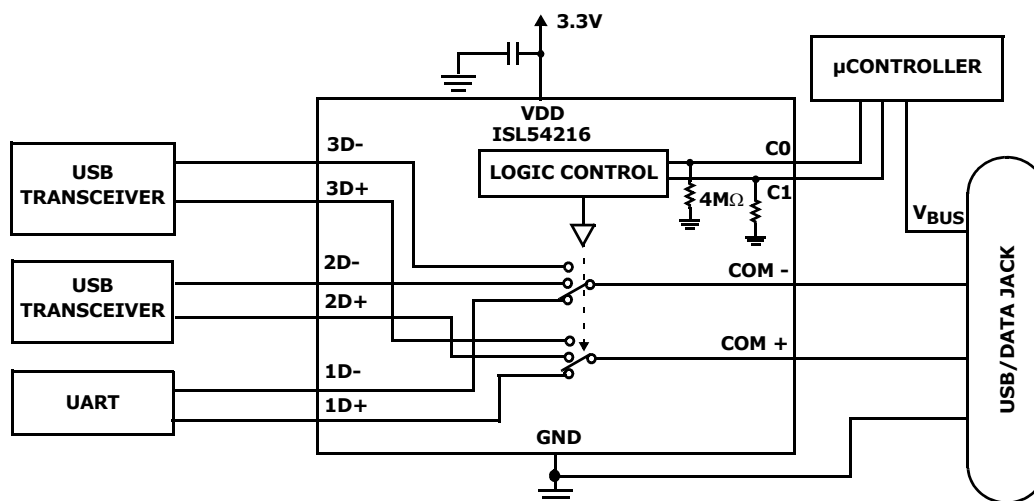 3.3V
µCONTROLLER
VDD
ISL54216
LOGIC CONTROL
C0
C1
4MΩ
USB
TRANSCEIVER
3D-
3D+
VBUS
USB
TRANSCEIVER
2D-
2D+
COM -
COM +
UART
1D-
1D+
GND
USB/DATA JACK